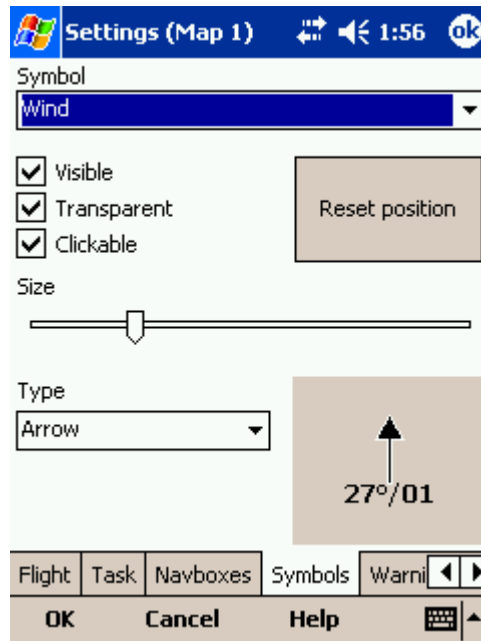 Settings (Map 1) 1:56 ok
Symbol
Wind
Visible
Transparent
Clickable
Reset position
Size
Type
Arrow
27º/01
Flight Task Navboxes Symbols Warni
OK Cancel Help